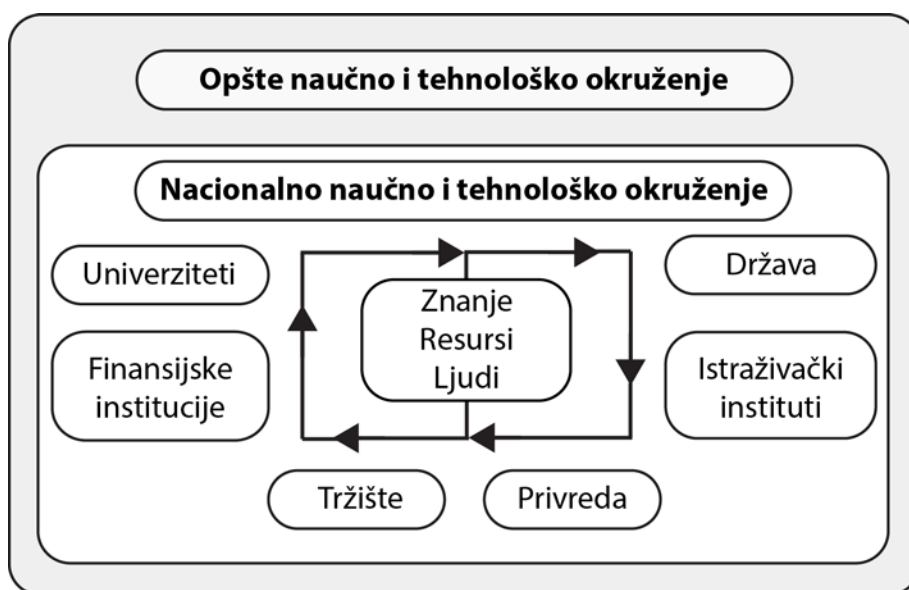 Opšte naučno i tehnološko okruženje
Nacionalno naučno i tehnološko okruženje
Univerziteti
Država
Znanje
Resursi
Ljudi
Finansijske
institucije
Istraživački
instituti
Tržište
Privreda